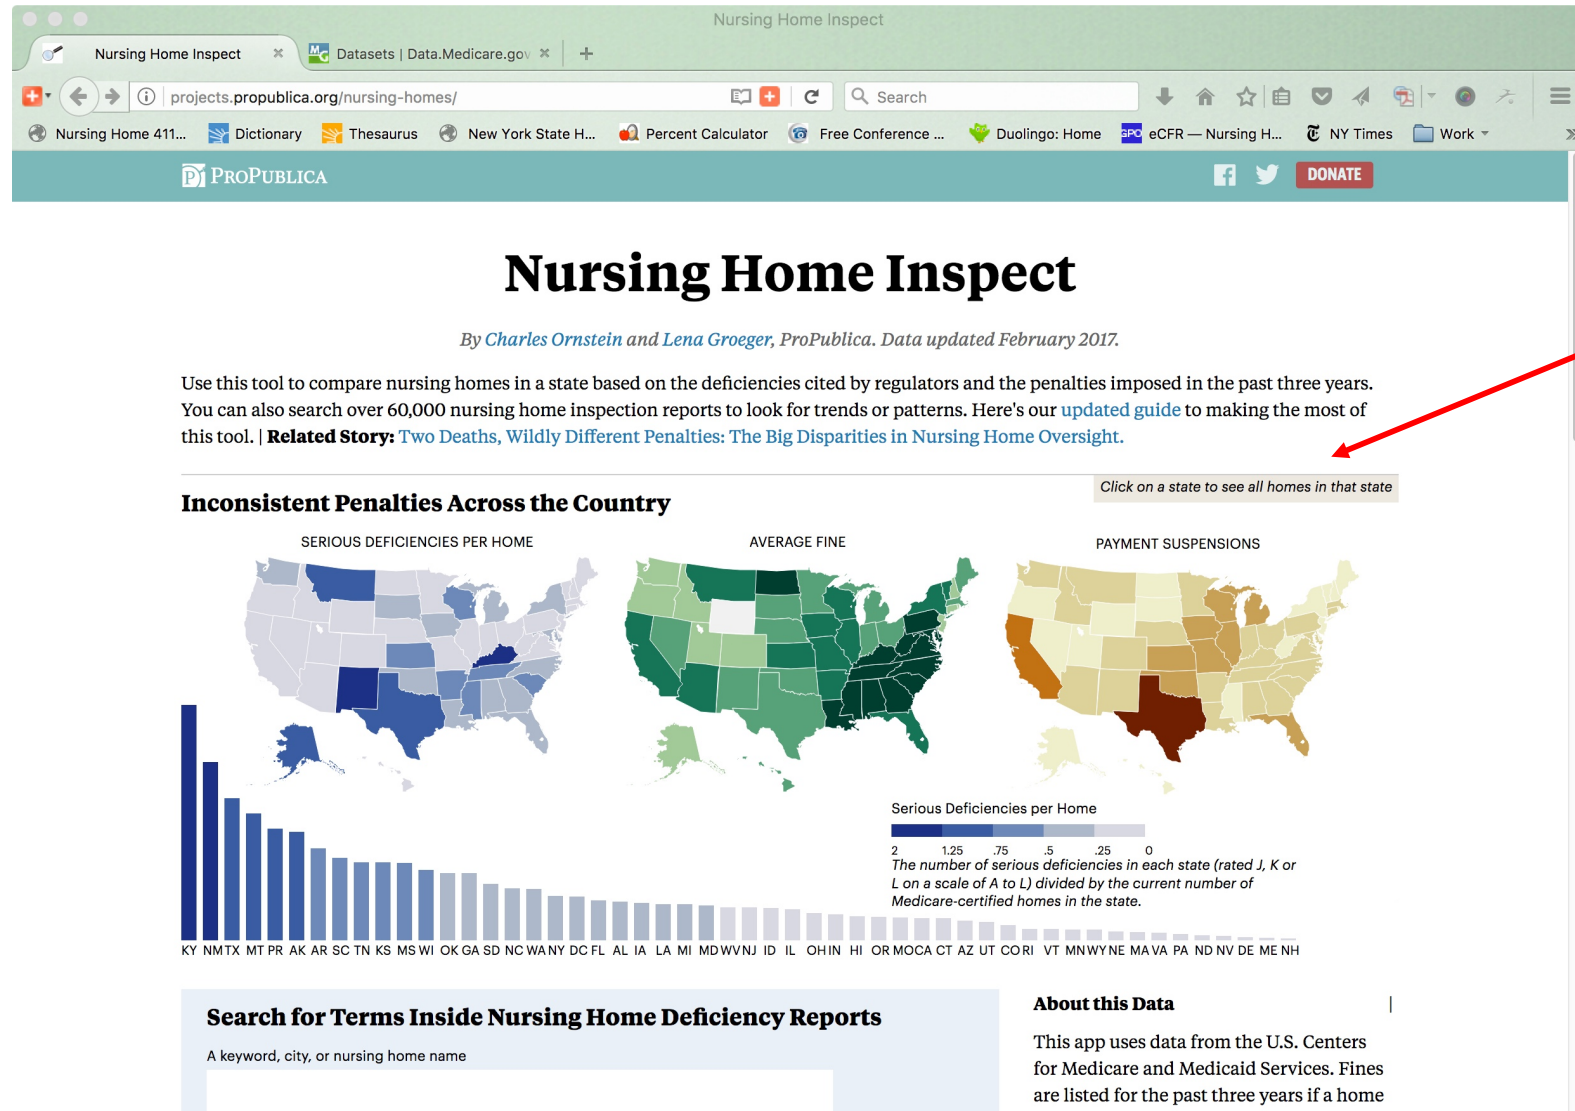 Nursing Home Inspect
Nursing Home Inspect
Datasets | Data.Medicare.gov
projects.propublica.org/nursing-homes/
Search
Nursing Home 411...
Dictionary
Thesaurus
New York State H...
Percent Calculator
Free Conference ...
Duolingo: Home
GPO eCFR — Nursing H...
NY Times
Work
PROPUBLICA
DONATE
Nursing Home Inspect
By Charles Ornstein and Lena Groeger, ProPublica. Data updated February 2017.
Use this tool to compare nursing homes in a state based on the deficiencies cited by regulators and the penalties imposed in the past three years.
You can also search over 60,000 nursing home inspection reports to look for trends or patterns. Here's our updated guide to making the most of
this tool. | Related Story: Two Deaths, Wildly Different Penalties: The Big Disparities in Nursing Home Oversight.
Click on a state to see all homes in that state
Inconsistent Penalties Across the Country
SERIOUS DEFICIENCIES PER HOME
AVERAGE FINE
PAYMENT SUSPENSIONS
Serious Deficiencies per Home
2 1.25 .75 .5 .25 0
The number of serious deficiencies in each state (rated J, K or
L on a scale of A to L) divided by the current number of
Medicare-certified homes in the state.
KY NM TX MT PR AK AR SC TN KS MS WI OK GA SD NC WA NY DC FL AL IA LA MI MD WV NJ ID IL OH IN HI OR MO CA CT AZ UT CO RI VT MN WY NE MA VA PA ND NV DE ME NH
Search for Terms Inside Nursing Home Deficiency Reports
A keyword, city, or nursing home name
About this Data
This app uses data from the U.S. Centers
for Medicare and Medicaid Services. Fines
are listed for the past three years if a home